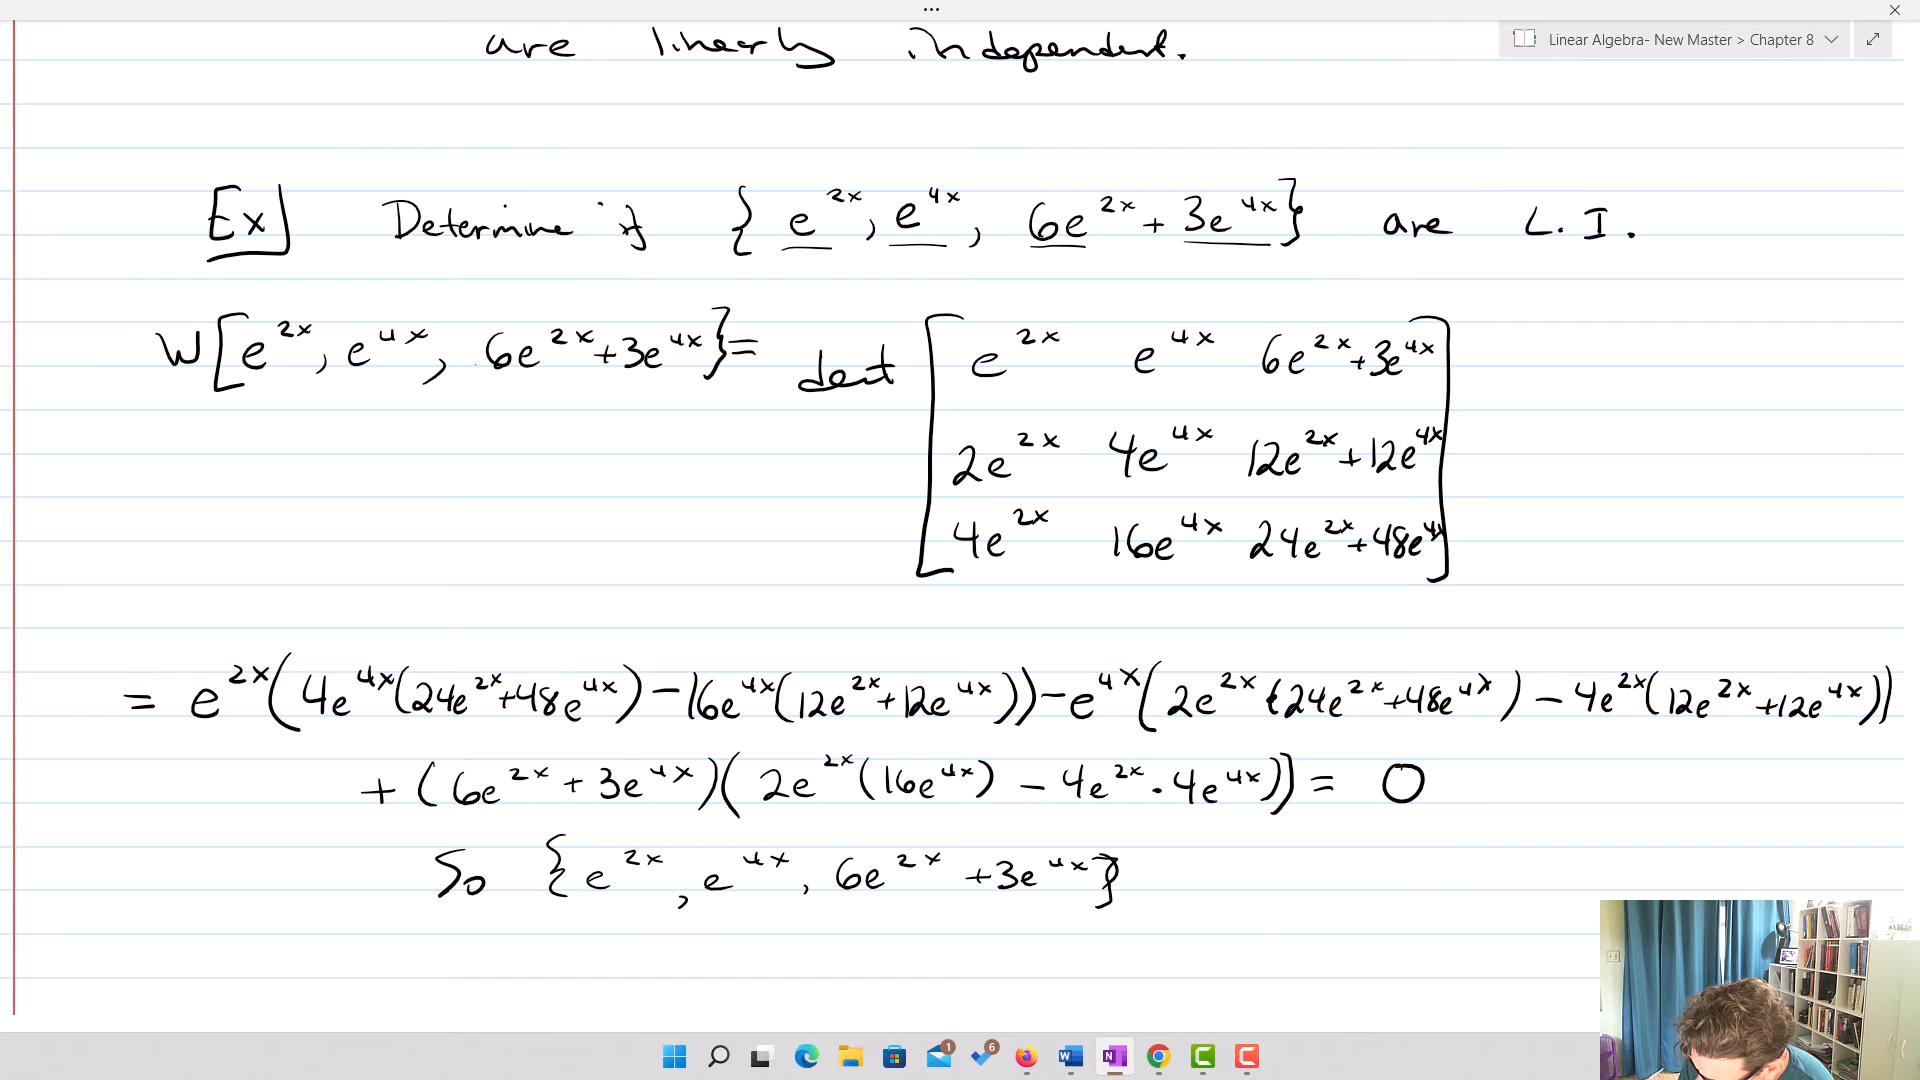 are linearly independent.
Linear Algebra- New Master > Chapter 8
Ex] Determine if { e^{2x}, e^{4x}, 6e^{2x} + 3e^{4x} } are L.I.
W[e^{2x}, e^{4x}, 6e^{2x}+3e^{4x}}= dent [ e^{2x} e^{4x} 6e^{2x}+3e^{4x}
2e^{2x} 4e^{4x} 12e^{2x}+12e^{4x}
4e^{2x} 16e^{4x} 24e^{2x}+48e^{4x} ]
= e^{2x}(4e^{4x}(24e^{2x}+48e^{4x}) - 16e^{4x}(12e^{2x}+12e^{4x})) - e^{4x}(2e^{2x}(24e^{2x}+48e^{4x}) - 4e^{2x}(12e^{2x}+12e^{4x}))
+ (6e^{2x} + 3e^{4x})(2e^{2x}(16e^{4x}) - 4e^{2x} · 4e^{4x})] = 0
So { e^{2x}, e^{4x}, 6e^{2x} +3e^{4x} }
1
6